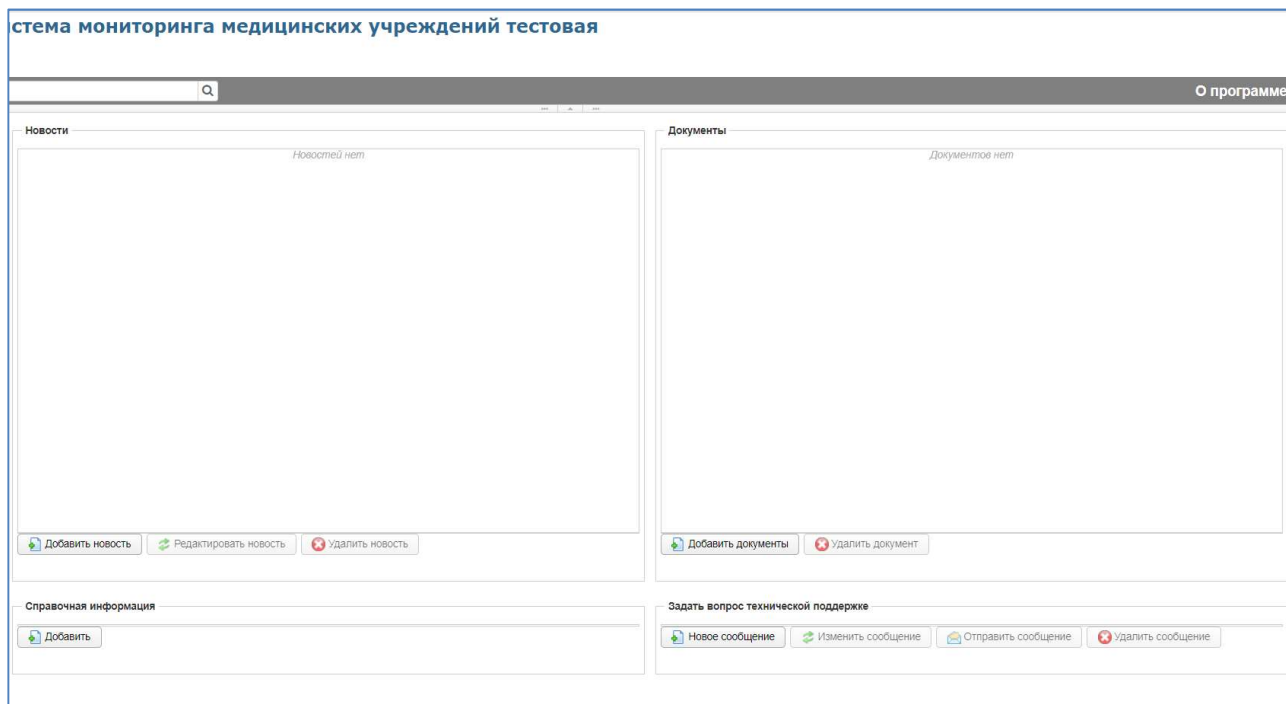 стема мониторинга медицинских учреждений тестовая
О программе
Новости
Новостей нет
Добавить новость Редактировать новость Удалить новость
Документы
Документов нет
Добавить документы Удалить документ
Справочная информация
Добавить
Задать вопрос технической поддержке
Новое сообщение Изменить сообщение Отправить сообщение Удалить сообщение